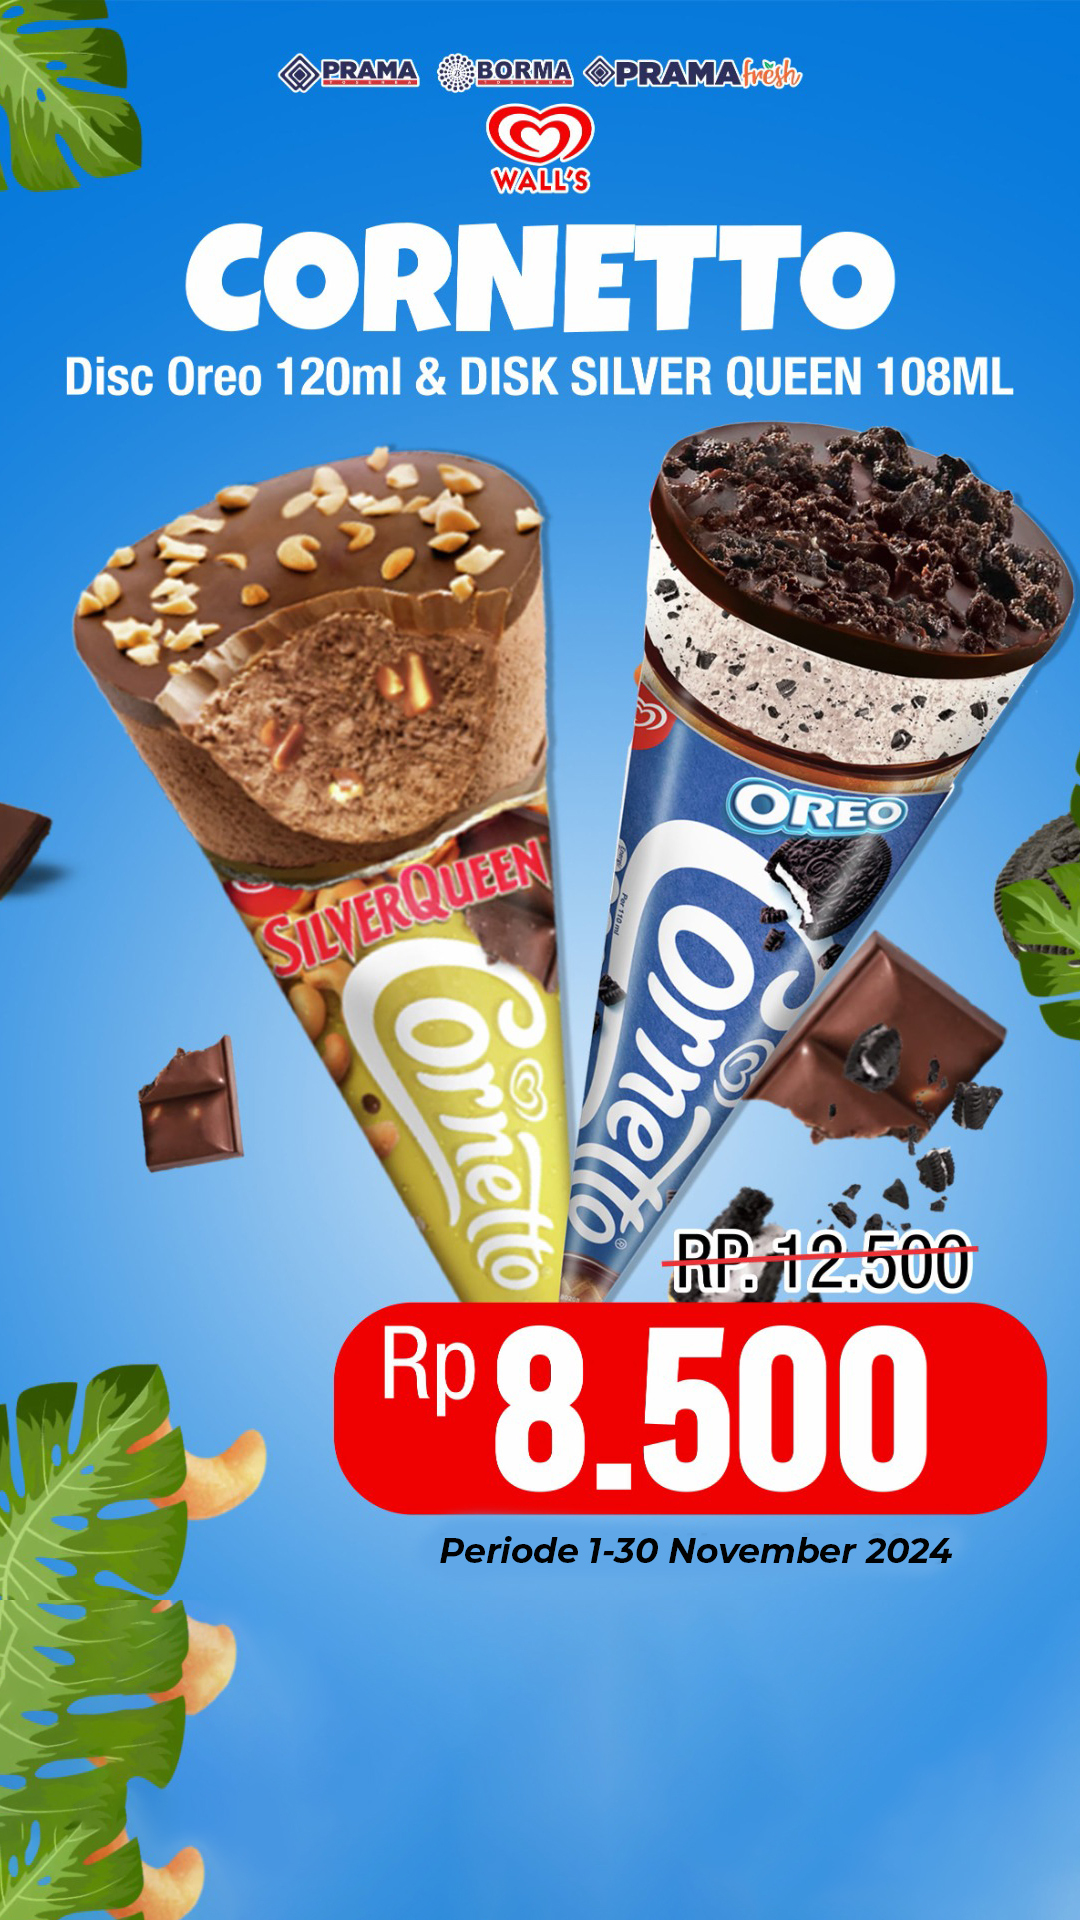 PRAMA BORMA PRAMA fresh
WALL'S
CORNETTO
Disc Oreo 120ml & DISK SILVER QUEEN 108ML
OREO
SILVERQUEEN
Cornetto
Cornetto
RP. 12.500
Rp 8.500
Periode 1-30 November 2024